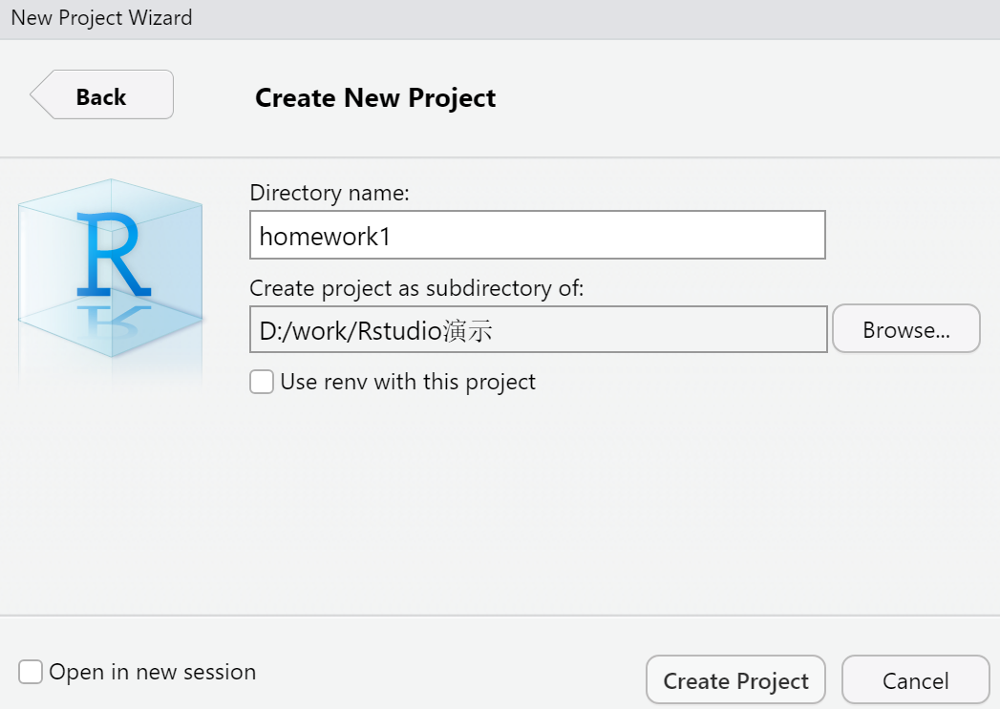 New Project Wizard
Back
Create New Project
R
Directory name:
homework1
Create project as subdirectory of:
D:/work/Rstudio演示
Browse...
Use renv with this project
Open in new session
Create Project
Cancel